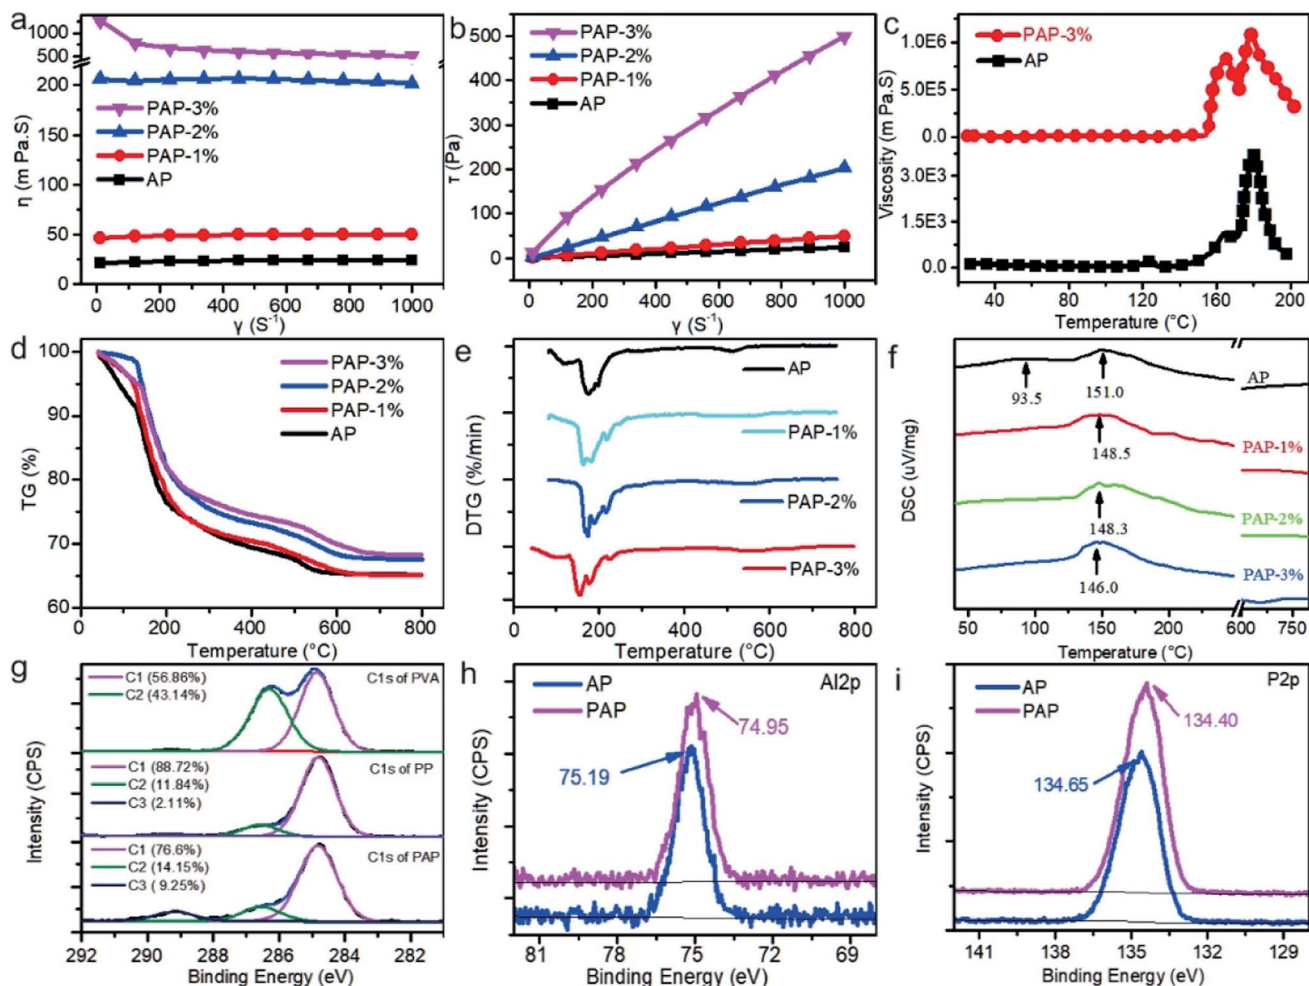 a
1000
500
200
150
100
50
0
η (m Pa.S)
PAP-3%
PAP-2%
PAP-1%
AP
0 200 400 600 800 1000
γ (S⁻¹)
b
500
400
300
200
100
0
τ (Pa)
PAP-3%
PAP-2%
PAP-1%
AP
0 200 400 600 800 1000
γ (S⁻¹)
c
PAP-3%
AP
1.0E6
5.0E5
0.0
3.0E3
1.5E3
0.0
Viscosity (m Pa.S)
40 80 120 160 200
Temperature (°C)
d
100
90
80
70
60
TG (%)
PAP-3%
PAP-2%
PAP-1%
AP
0 200 400 600 800
Temperature (°C)
e
DTG (%/min)
AP
PAP-1%
PAP-2%
PAP-3%
0 200 400 600 800
Temperature (°C)
f
DSC (uV/mg)
AP
93.5
151.0
PAP-1%
148.5
PAP-2%
148.3
PAP-3%
146.0
50 100 150 200 600 750
Temperature (°C)
g
Intensity (CPS)
C1 (56.86%)
C2 (43.14%)
C1s of PVA
C1 (88.72%)
C2 (11.84%)
C3 (2.11%)
C1s of PP
C1 (76.6%)
C2 (14.15%)
C3 ( 9.25%)
C1s of PAP
292 290 288 286 284 282
Binding Energy (eV)
h
Al2p
AP
PAP
74.95
75.19
Intensity (CPS)
81 78 75 72 69
Binding Energy (eV)
i
P2p
AP
PAP
134.40
134.65
Intensity (CPS)
141 138 135 132 129
Binding Energy (eV)